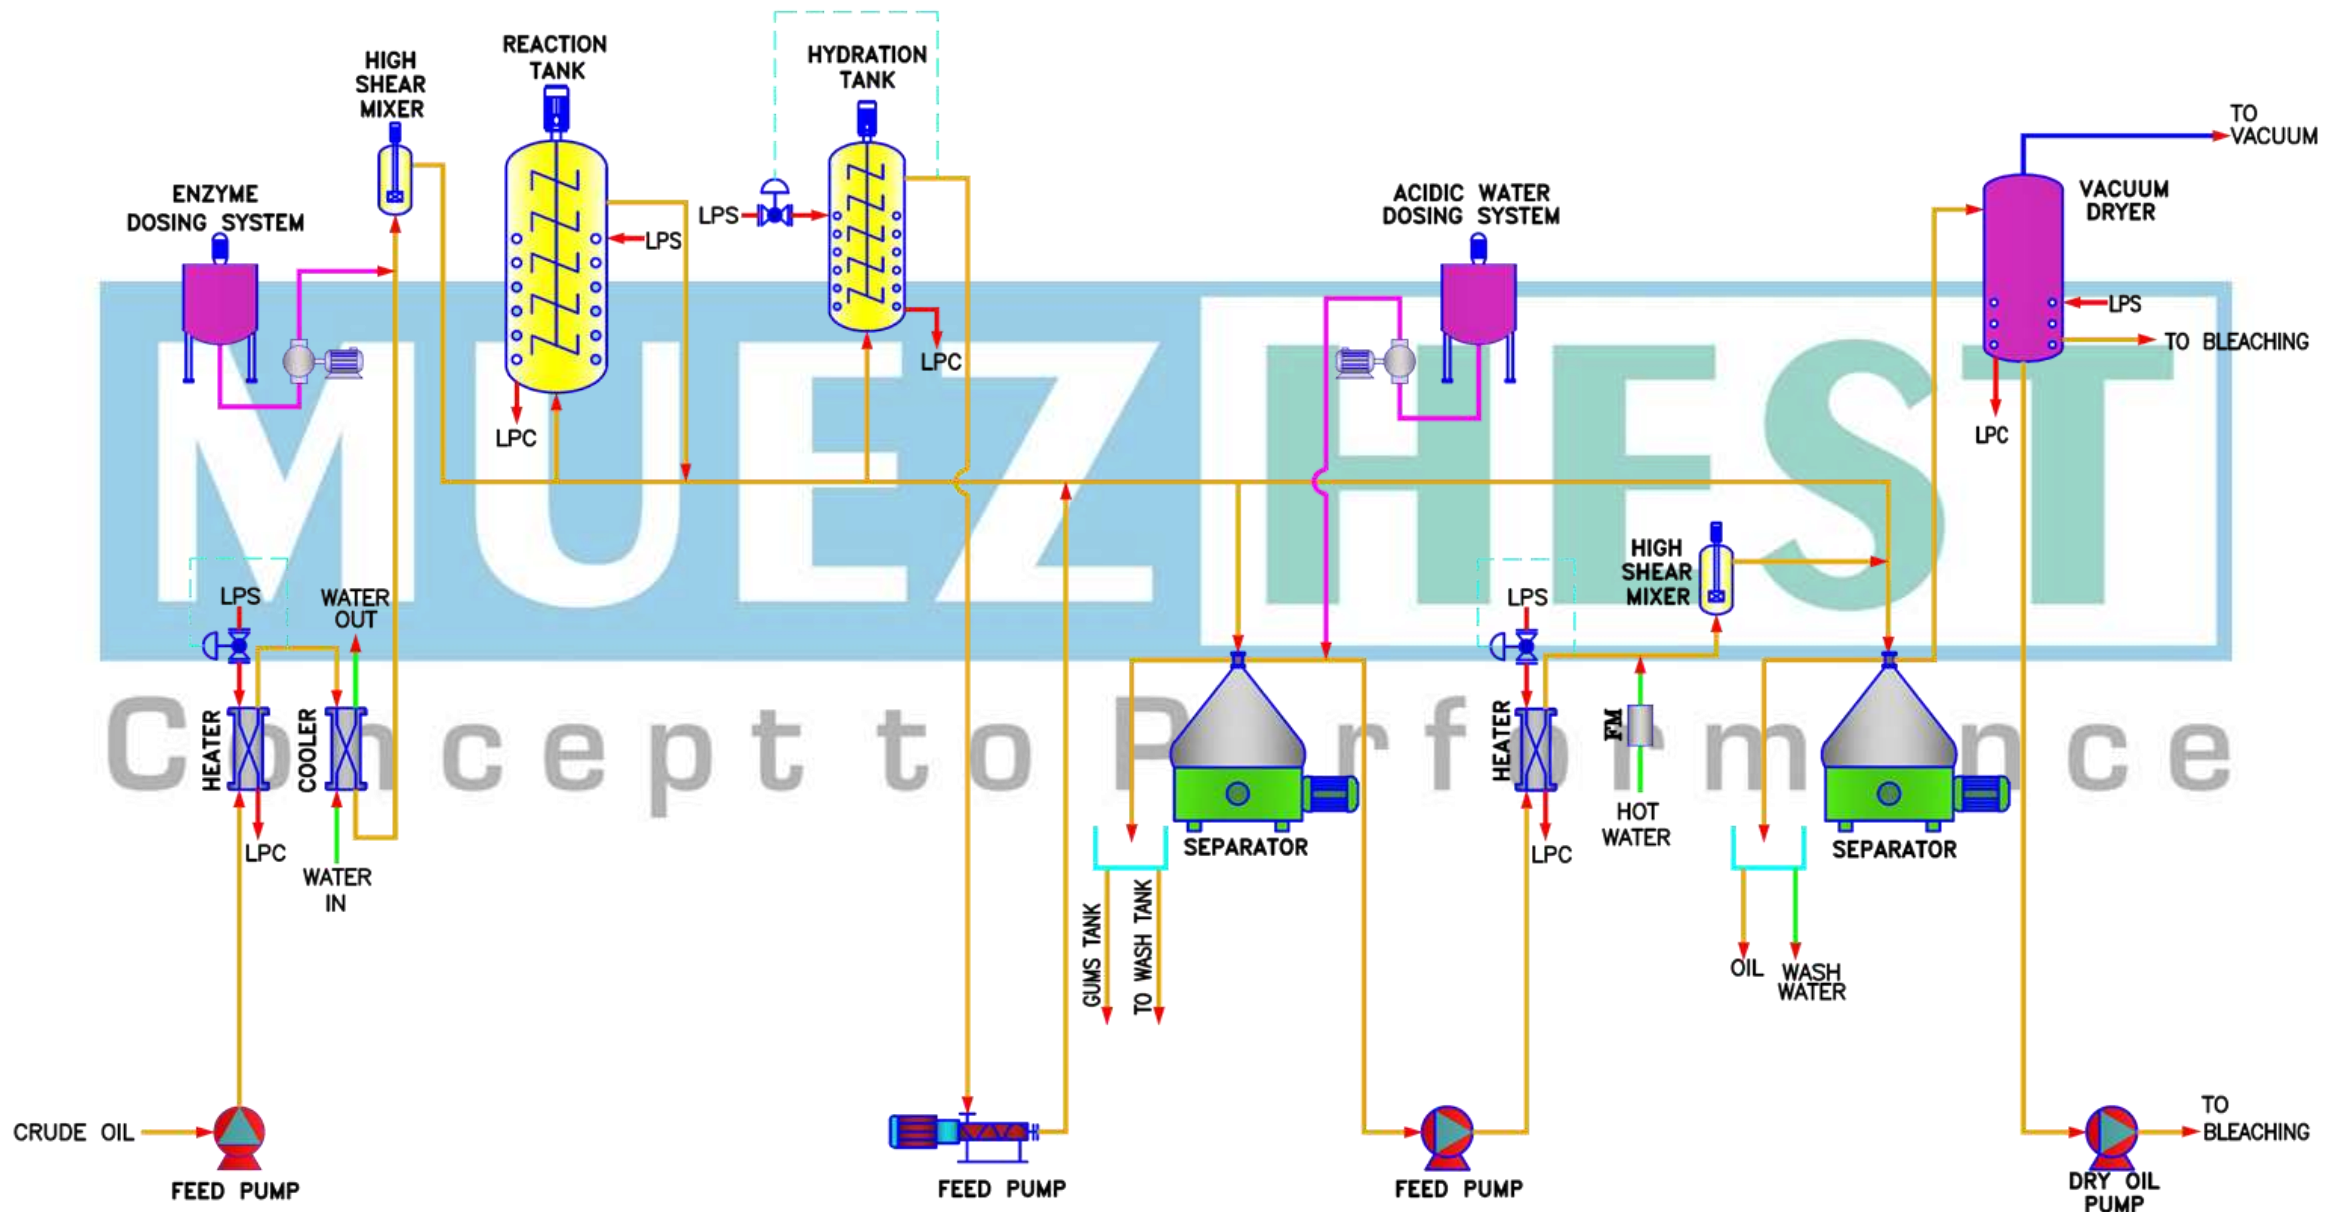 REACTION
TANK
HIGH
SHEAR
MIXER
HYDRATION
TANK
TO
VACUUM
ENZYME
DOSING SYSTEM
LPS
LPS
ACIDIC WATER
DOSING SYSTEM
VACUUM
DRYER
LPS
TO BLEACHING
LPC
LPC
LPC
MUEZ HEST
Concept to Performance
LPS
WATER
OUT
HEATER
COOLER
LPC
WATER
IN
LPS
HIGH
SHEAR
MIXER
HEATER
FM
LPC
HOT
WATER
SEPARATOR
SEPARATOR
GUMS TANK
TO WASH TANK
OIL
WASH
WATER
CRUDE OIL
FEED PUMP
FEED PUMP
FEED PUMP
TO
BLEACHING
DRY OIL
PUMP